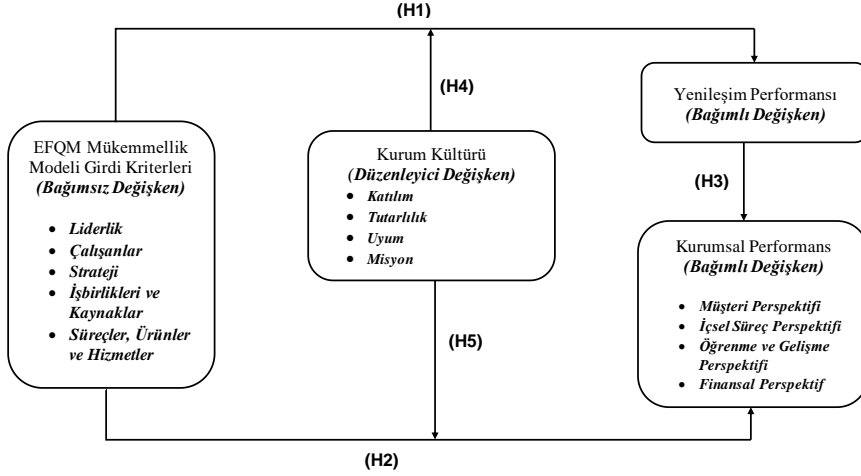 (H1)
(H4)
Yenileşim Performansı
(Bağımlı Değişken)
EFQM Mükemmellik
Modeli Girdi Kriterleri
(Bağımsız Değişken)
• Liderlik
• Çalışanlar
• Strateji
• İşbirlikleri ve
Kaynaklar
• Süreçler, Ürünler
ve Hizmetler
Kurum Kültürü
(Düzenleyici Değişken)
• Katılım
• Tutarlılık
• Uyum
• Misyon
(H3)
Kurumsal Performans
(Bağımlı Değişken)
• Müşteri Perspektifi
• İçsel Süreç Perspektifi
• Öğrenme ve Gelişme
Perspektifi
• Finansal Perspektif
(H5)
(H2)